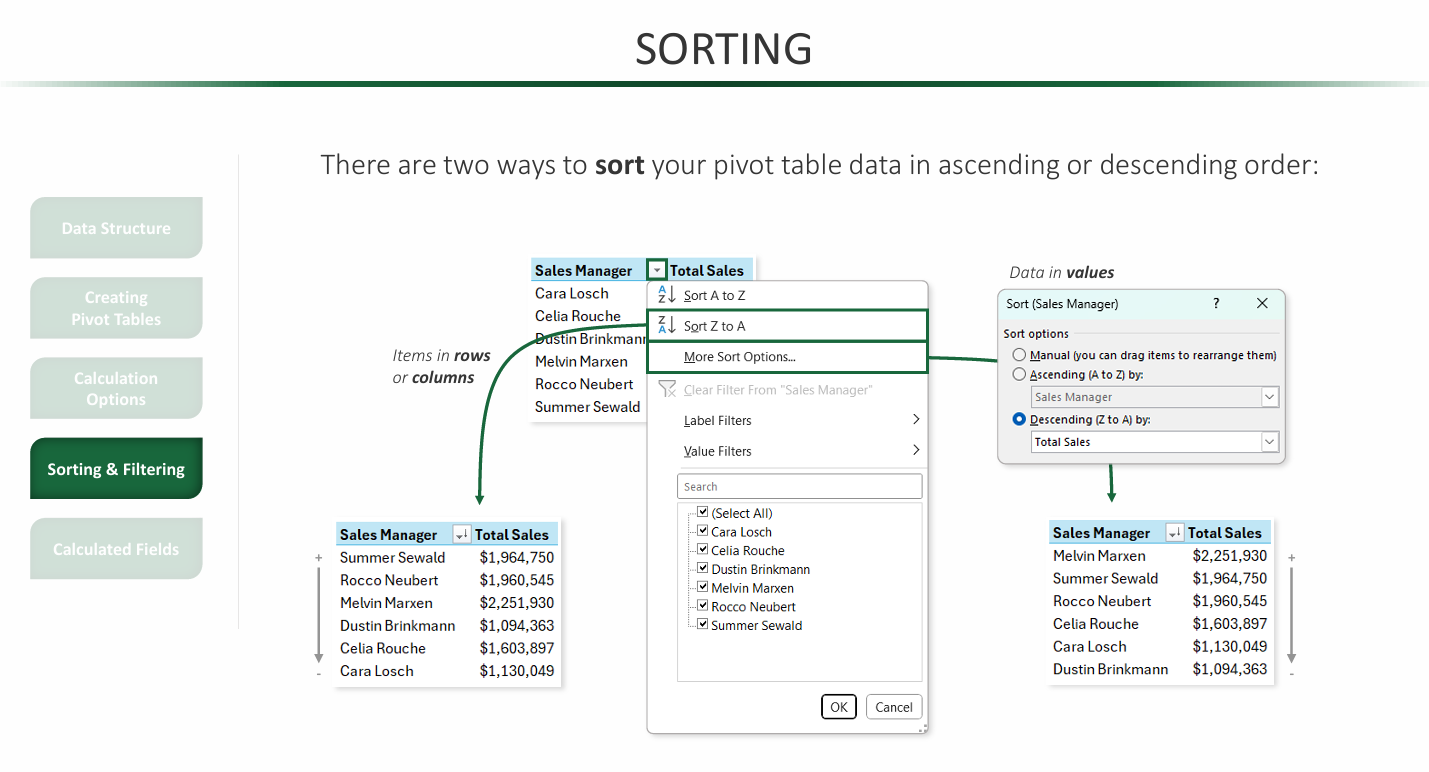 SORTING
There are two ways to sort your pivot table data in ascending or descending order:
Data Structure
Creating
Pivot Tables
Calculation
Options
Sorting & Filtering
Calculated Fields
Items in rows
or columns
Sales Manager Total Sales
Cara Losch
Celia Rouche
Dustin Brinkmann
Melvin Marxen
Rocco Neubert
Summer Sewald
A
Z Sort A to Z
Z
A Sort Z to A
More Sort Options...
Clear Filter From "Sales Manager"
Label Filters
Value Filters
Search
(Select All)
Cara Losch
Celia Rouche
Dustin Brinkmann
Melvin Marxen
Rocco Neubert
Summer Sewald
OK Cancel
Data in values
Sort (Sales Manager) ?
Sort options
Manual (you can drag items to rearrange them)
Ascending (A to Z) by:
Sales Manager
Descending (Z to A) by:
Total Sales
Sales Manager Total Sales
+ Summer Sewald $1,964,750
Rocco Neubert $1,960,545
Melvin Marxen $2,251,930
Dustin Brinkmann $1,094,363
Celia Rouche $1,603,897
- Cara Losch $1,130,049
Sales Manager Total Sales
Melvin Marxen $2,251,930 +
Summer Sewald $1,964,750
Rocco Neubert $1,960,545
Celia Rouche $1,603,897
Cara Losch $1,130,049
Dustin Brinkmann $1,094,363 -